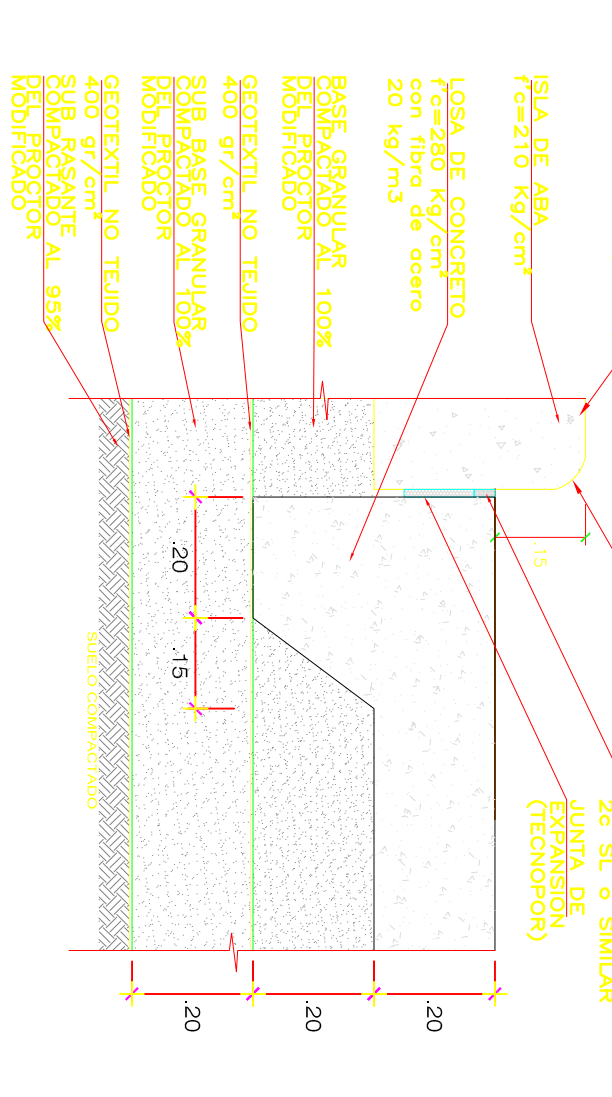 ISLA DE ABA
f'c=210 Kg/cm²
LOSA DE CONCRETO
f'c=280 Kg/cm²
con fibra de acero
20 kg/m3
BASE GRANULAR
COMPACTADO AL 100%
DEL PROCTOR
MODIFICADO
GEOTEXTIL NO TEJIDO
400 gr/cm²
SUB BASE GRANULAR
COMPACTADO AL 100%
DEL PROCTOR
MODIFICADO
GEOTEXTIL NO TEJIDO
400 gr/cm²
SUB RASANTE
COMPACTADO AL 95%
DEL PROCTOR
MODIFICADO
.15
.20
.15
SUELO COMPACTADO
2c SL o SIMILAR
JUNTA DE
EXPANSION
(TECNOPOR)
.20
.20
.20